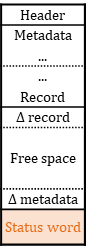 Header
Metadata
...
...
Record
Δ record
Free space
Δ metadata
Status word